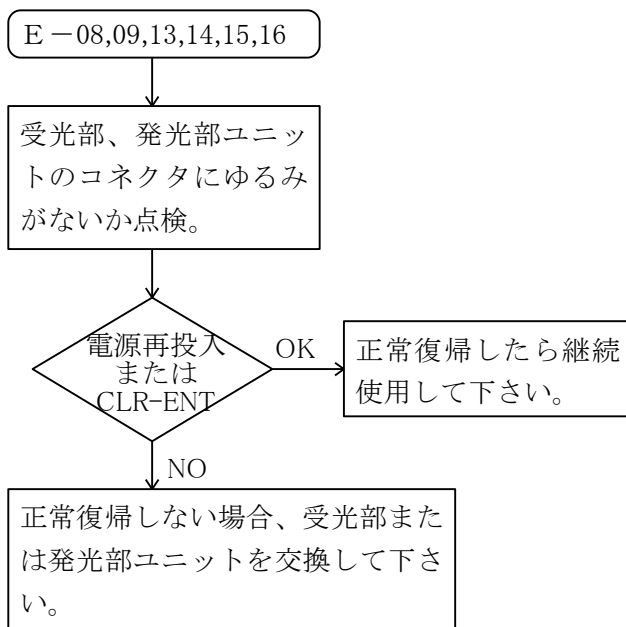 E－08,09,13,14,15,16
受光部、発光部ユニッ
トのコネクタにゆるみ
がないか点検。
電源再投入
または
CLR-ENT
OK
正常復帰したら継続
使用して下さい。
NO
正常復帰しない場合、受光部また
は発光部ユニットを交換して下さ
い。